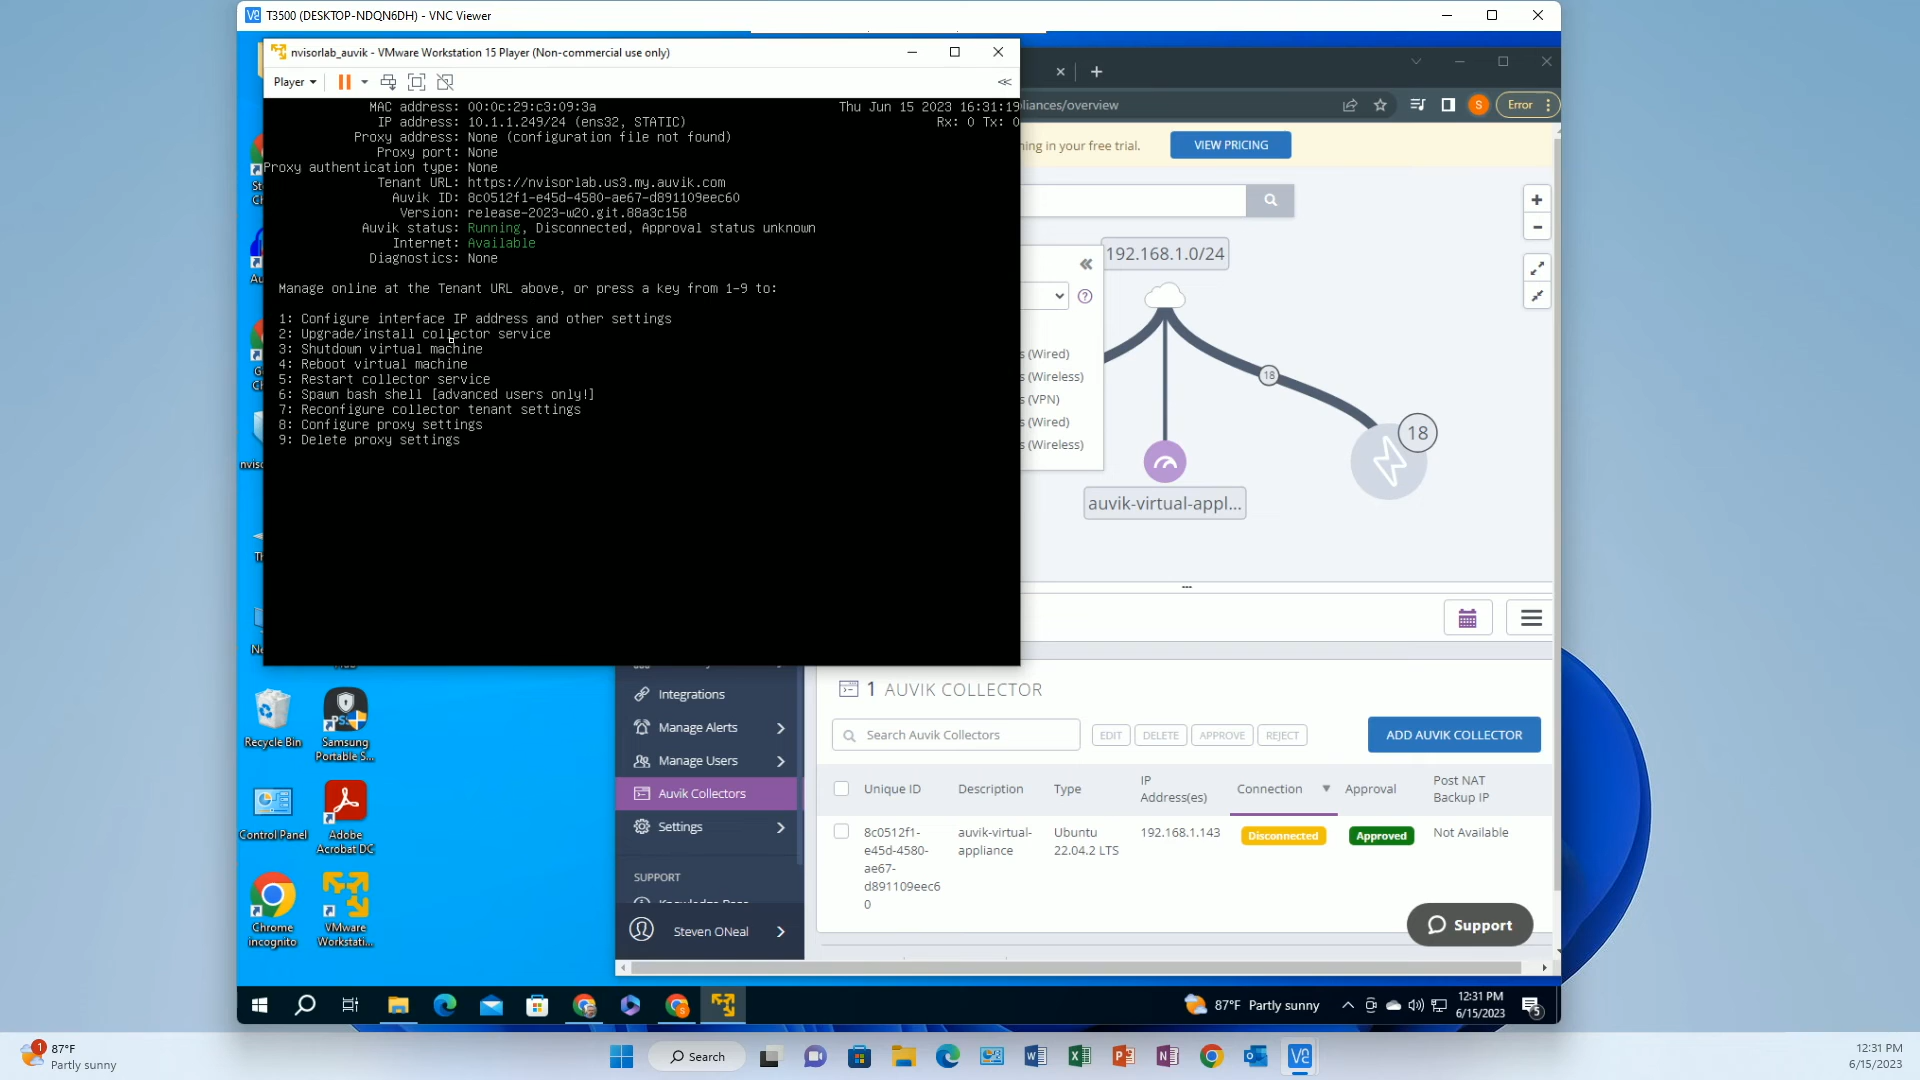 T3500 (DESKTOP-NDQN6DH) - VNC Viewer
nvisorlab_auvik - VMware Workstation 15 Player (Non-commercial use only)
Player
MAC address: 00:0c:29:c3:09:3a
Thu Jun 15 2023 16:31:19
IP address: 10.1.1.249/24 (ens32, STATIC)
Rx: 0 Tx: 0
Proxy address: None (configuration file not found)
Proxy port: None
Proxy authentication type: None
Tenant URL: https://nvisorlab.us3.my.auvik.com
Auvik ID: 8c0512f1-e45d-4580-ae67-d891109eec60
Version: release-2023-w20.git.88a3c158
Auvik status: Running, Disconnected, Approval status unknown
Internet: Available
Diagnostics: None
Manage online at the Tenant URL above, or press a key from 1-9 to:
1: Configure interface IP address and other settings
2: Upgrade/install collector service
3: Shutdown virtual machine
4: Reboot virtual machine
5: Restart collector service
6: Spawn bash shell [advanced users only!]
7: Reconfigure collector tenant settings
8: Configure proxy settings
9: Delete proxy settings
liances/overview
Error
S
ning in your free trial.
VIEW PRICING
192.168.1.0/24
s (Wired)
s (Wireless)
s (VPN)
s (Wired)
s (Wireless)
18
18
auvik-virtual-appl...
Integrations
Manage Alerts
Manage Users
Auvik Collectors
Settings
SUPPORT
Steven ONeal
1 AUVIK COLLECTOR
Search Auvik Collectors
EDIT
DELETE
APPROVE
REJECT
ADD AUVIK COLLECTOR
Unique ID
Description
Type
IP Address(es)
Connection
Approval
Post NAT Backup IP
8c0512f1-
e45d-4580-
ae67-
d891109eec6
0
auvik-virtual-
appliance
Ubuntu
22.04.2 LTS
192.168.1.143
Disconnected
Approved
Not Available
Support
Recycle Bin
Samsung
Portable S...
Control Panel
Adobe
Acrobat DC
Chrome
incognito
VMware
Workstati...
87°F Partly sunny
12:31 PM
6/15/2023
5
1
87°F
Partly sunny
Search
12:31 PM
6/15/2023